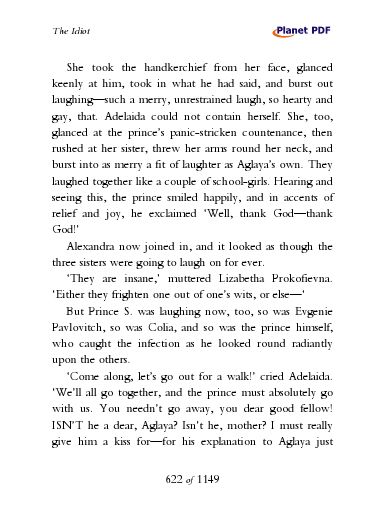 The Idiot
Planet PDF
She took the handkerchief from her face, glanced
keenly at him, took in what he had said, and burst out
laughing—such a merry, unrestrained laugh, so hearty and
gay, that. Adelaida could not contain herself. She, too,
glanced at the prince's panic-stricken countenance, then
rushed at her sister, threw her arms round her neck, and
burst into as merry a fit of laughter as Aglaya's own. They
laughed together like a couple of school-girls. Hearing and
seeing this, the prince smiled happily, and in accents of
relief and joy, he exclaimed 'Well, thank God—thank
God!'
Alexandra now joined in, and it looked as though the
three sisters were going to laugh on for ever.
'They are insane,' muttered Lizabetha Prokofievna.
'Either they frighten one out of one's wits, or else—'
But Prince S. was laughing now, too, so was Evgenie
Pavlovitch, so was Colia, and so was the prince himself,
who caught the infection as he looked round radiantly
upon the others.
'Come along, let's go out for a walk!' cried Adelaida.
'We'll all go together, and the prince must absolutely go
with us. You needn't go away, you dear good fellow!
ISN'T he a dear, Aglaya? Isn't he, mother? I must really
give him a kiss for—for his explanation to Aglaya just
622 of 1149